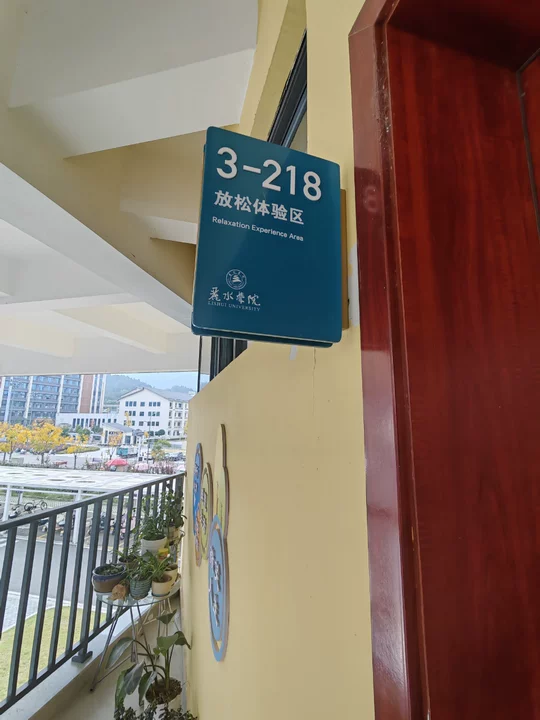 3-218
放松体验区
Relaxation Experience Area
丽水学院
LISHUI UNIVERSITY